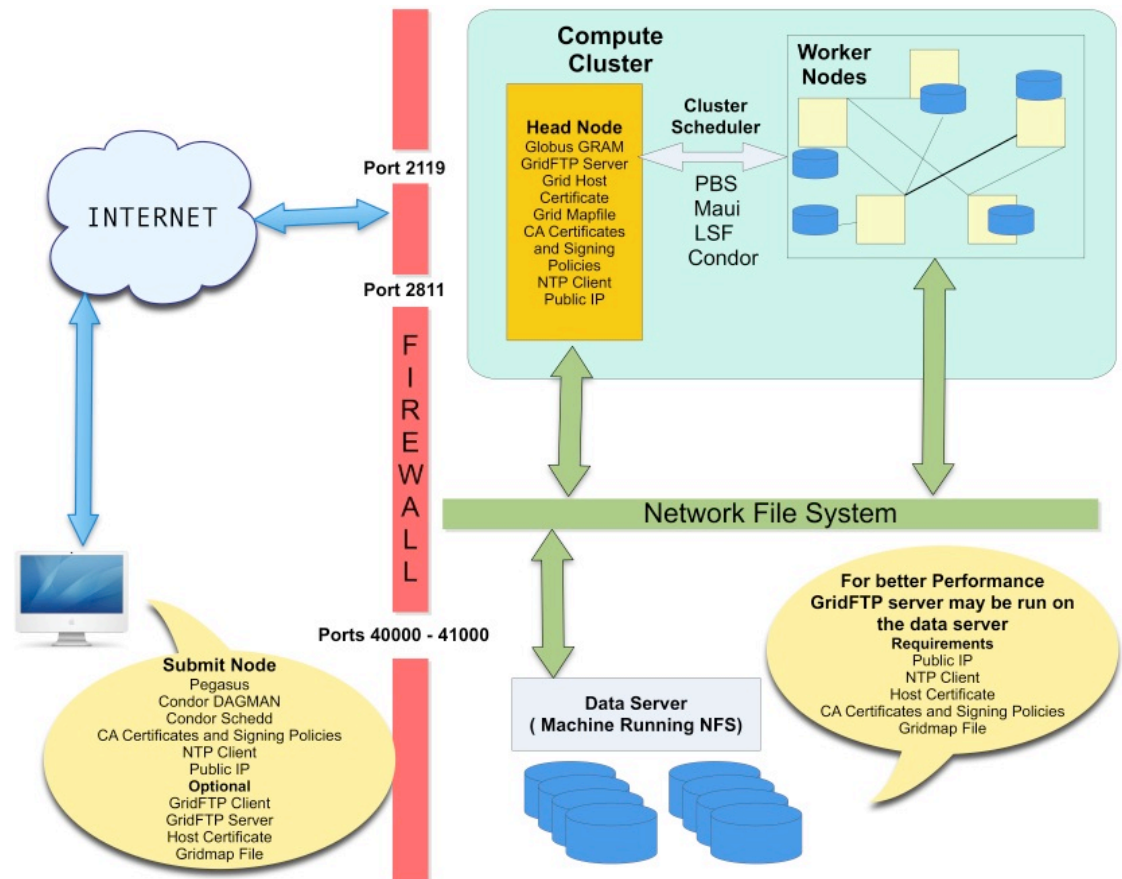 Compute
Cluster
Worker
Nodes
Head Node
Globus GRAM
GridFTP Server
Grid Host
Certificate
Grid Mapfile
CA Certificates
and Signing
Policies
NTP Client
Public IP
Cluster
Scheduler
PBS
Maui
LSF
Condor
Port 2119
INTERNET
Port 2811
FIREWALL
Network File System
Ports 40000 - 41000
Submit Node
Pegasus
Condor DAGMAN
Condor Schedd
CA Certificates and Signing Policies
NTP Client
Public IP
Optional
GridFTP Client
GridFTP Server
Host Certificate
Gridmap File
Data Server
( Machine Running NFS)
For better Performance
GridFTP server may be run on
the data server
Requirements
Public IP
NTP Client
Host Certificate
CA Certificates and Signing Policies
Gridmap File